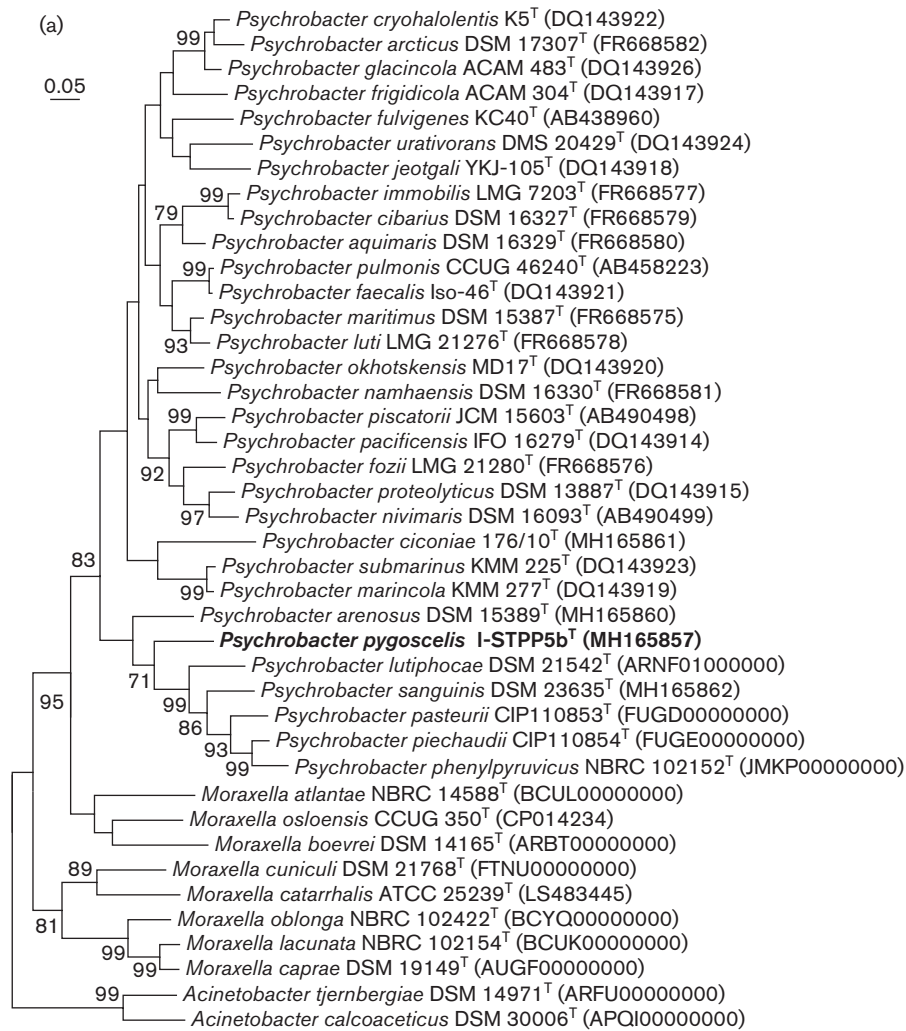 (a)
0.05
Psychrobacter cryohalolentis K5ᵀ (DQ143922)
99
Psychrobacter arcticus DSM 17307ᵀ (FR668582)
Psychrobacter glacincola ACAM 483ᵀ (DQ143926)
Psychrobacter frigidicola ACAM 304ᵀ (DQ143917)
Psychrobacter fulvigenes KC40ᵀ (AB438960)
Psychrobacter urativorans DMS 20429ᵀ (DQ143924)
Psychrobacter jeotgali YKJ-105ᵀ (DQ143918)
99
Psychrobacter immobilis LMG 7203ᵀ (FR668577)
79
Psychrobacter cibarius DSM 16327ᵀ (FR668579)
Psychrobacter aquimaris DSM 16329ᵀ (FR668580)
99
Psychrobacter pulmonis CCUG 46240ᵀ (AB458223)
Psychrobacter faecalis Iso-46ᵀ (DQ143921)
Psychrobacter maritimus DSM 15387ᵀ (FR668575)
93
Psychrobacter luti LMG 21276ᵀ (FR668578)
Psychrobacter okhotskensis MD17ᵀ (DQ143920)
Psychrobacter namhaensis DSM 16330ᵀ (FR668581)
99
Psychrobacter piscatorii JCM 15603ᵀ (AB490498)
Psychrobacter pacificensis IFO 16279ᵀ (DQ143914)
92
Psychrobacter fozii LMG 21280ᵀ (FR668576)
Psychrobacter proteolyticus DSM 13887ᵀ (DQ143915)
97
Psychrobacter nivimaris DSM 16093ᵀ (AB490499)
Psychrobacter ciconiae 176/10ᵀ (MH165861)
83
Psychrobacter submarinus KMM 225ᵀ (DQ143923)
99
Psychrobacter marincola KMM 277ᵀ (DQ143919)
Psychrobacter arenosus DSM 15389ᵀ (MH165860)
Psychrobacter pygoscelis I-STPP5bᵀ (MH165857)
71
Psychrobacter lutiphocae DSM 21542ᵀ (ARNF01000000)
95
99
Psychrobacter sanguinis DSM 23635ᵀ (MH165862)
86
Psychrobacter pasteurii CIP110853ᵀ (FUGD00000000)
93
Psychrobacter piechaudii CIP110854ᵀ (FUGE00000000)
99
Psychrobacter phenylpyruvicus NBRC 102152ᵀ (JMKP00000000)
Moraxella atlantae NBRC 14588ᵀ (BCUL00000000)
Moraxella osloensis CCUG 350ᵀ (CP014234)
Moraxella boevrei DSM 14165ᵀ (ARBT00000000)
89
Moraxella cuniculi DSM 21768ᵀ (FTNU00000000)
Moraxella catarrhalis ATCC 25239ᵀ (LS483445)
81
Moraxella oblonga NBRC 102422ᵀ (BCYQ00000000)
99
Moraxella lacunata NBRC 102154ᵀ (BCUK00000000)
99
Moraxella caprae DSM 19149ᵀ (AUGF00000000)
99
Acinetobacter tjernbergiae DSM 14971ᵀ (ARFU00000000)
Acinetobacter calcoaceticus DSM 30006ᵀ (APQI00000000)